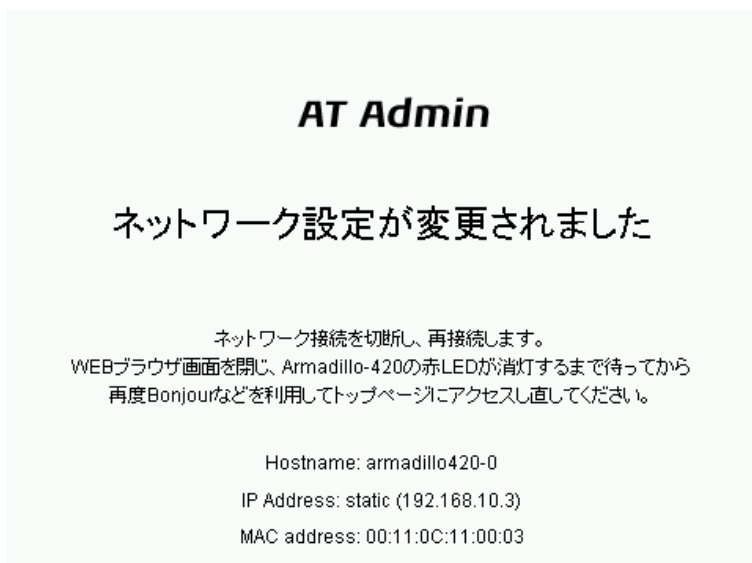 AT Admin
ネットワーク設定が変更されました
ネットワーク接続を切断し、再接続します。
WEBブラウザ画面を閉じ、Armadillo-420の赤LEDが消灯するまで待ってから
再度Bonjourなどを利用してトップページにアクセスし直してください。
Hostname: armadillo420-0
IP Address: static (192.168.10.3)
MAC address: 00:11:0C:11:00:03